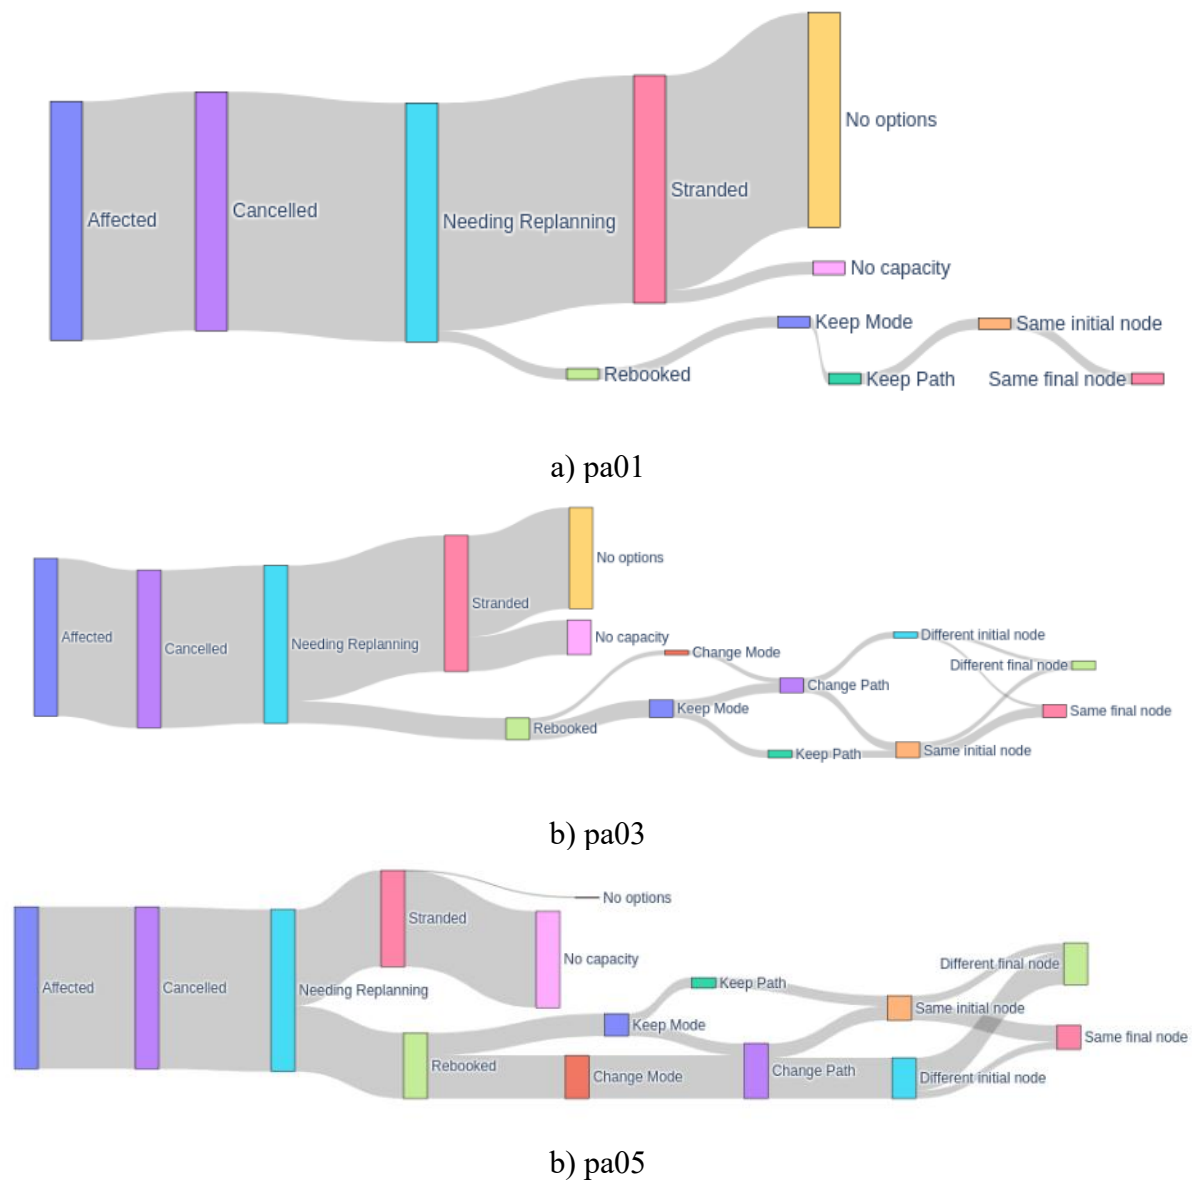 No options
Stranded
Cancelled
Affected
Needing Replanning
No capacity
Keep Mode
Same initial node
Rebooked
Keep Path
Same final node
a) pa01
No options
Stranded
Affected
No capacity
Needing Replanning
Cancelled
Different initial node
Change Mode
Different final node
Change Path
Keep Mode
Same final node
Rebooked
Same initial node
Keep Path
b) pa03
No options
Stranded
No capacity
Different final node
Keep Path
Affected
Cancelled
Needing Replanning
Same initial node
Keep Mode
Same final node
Rebooked
Change Path
Change Mode
Different initial node
b) pa05